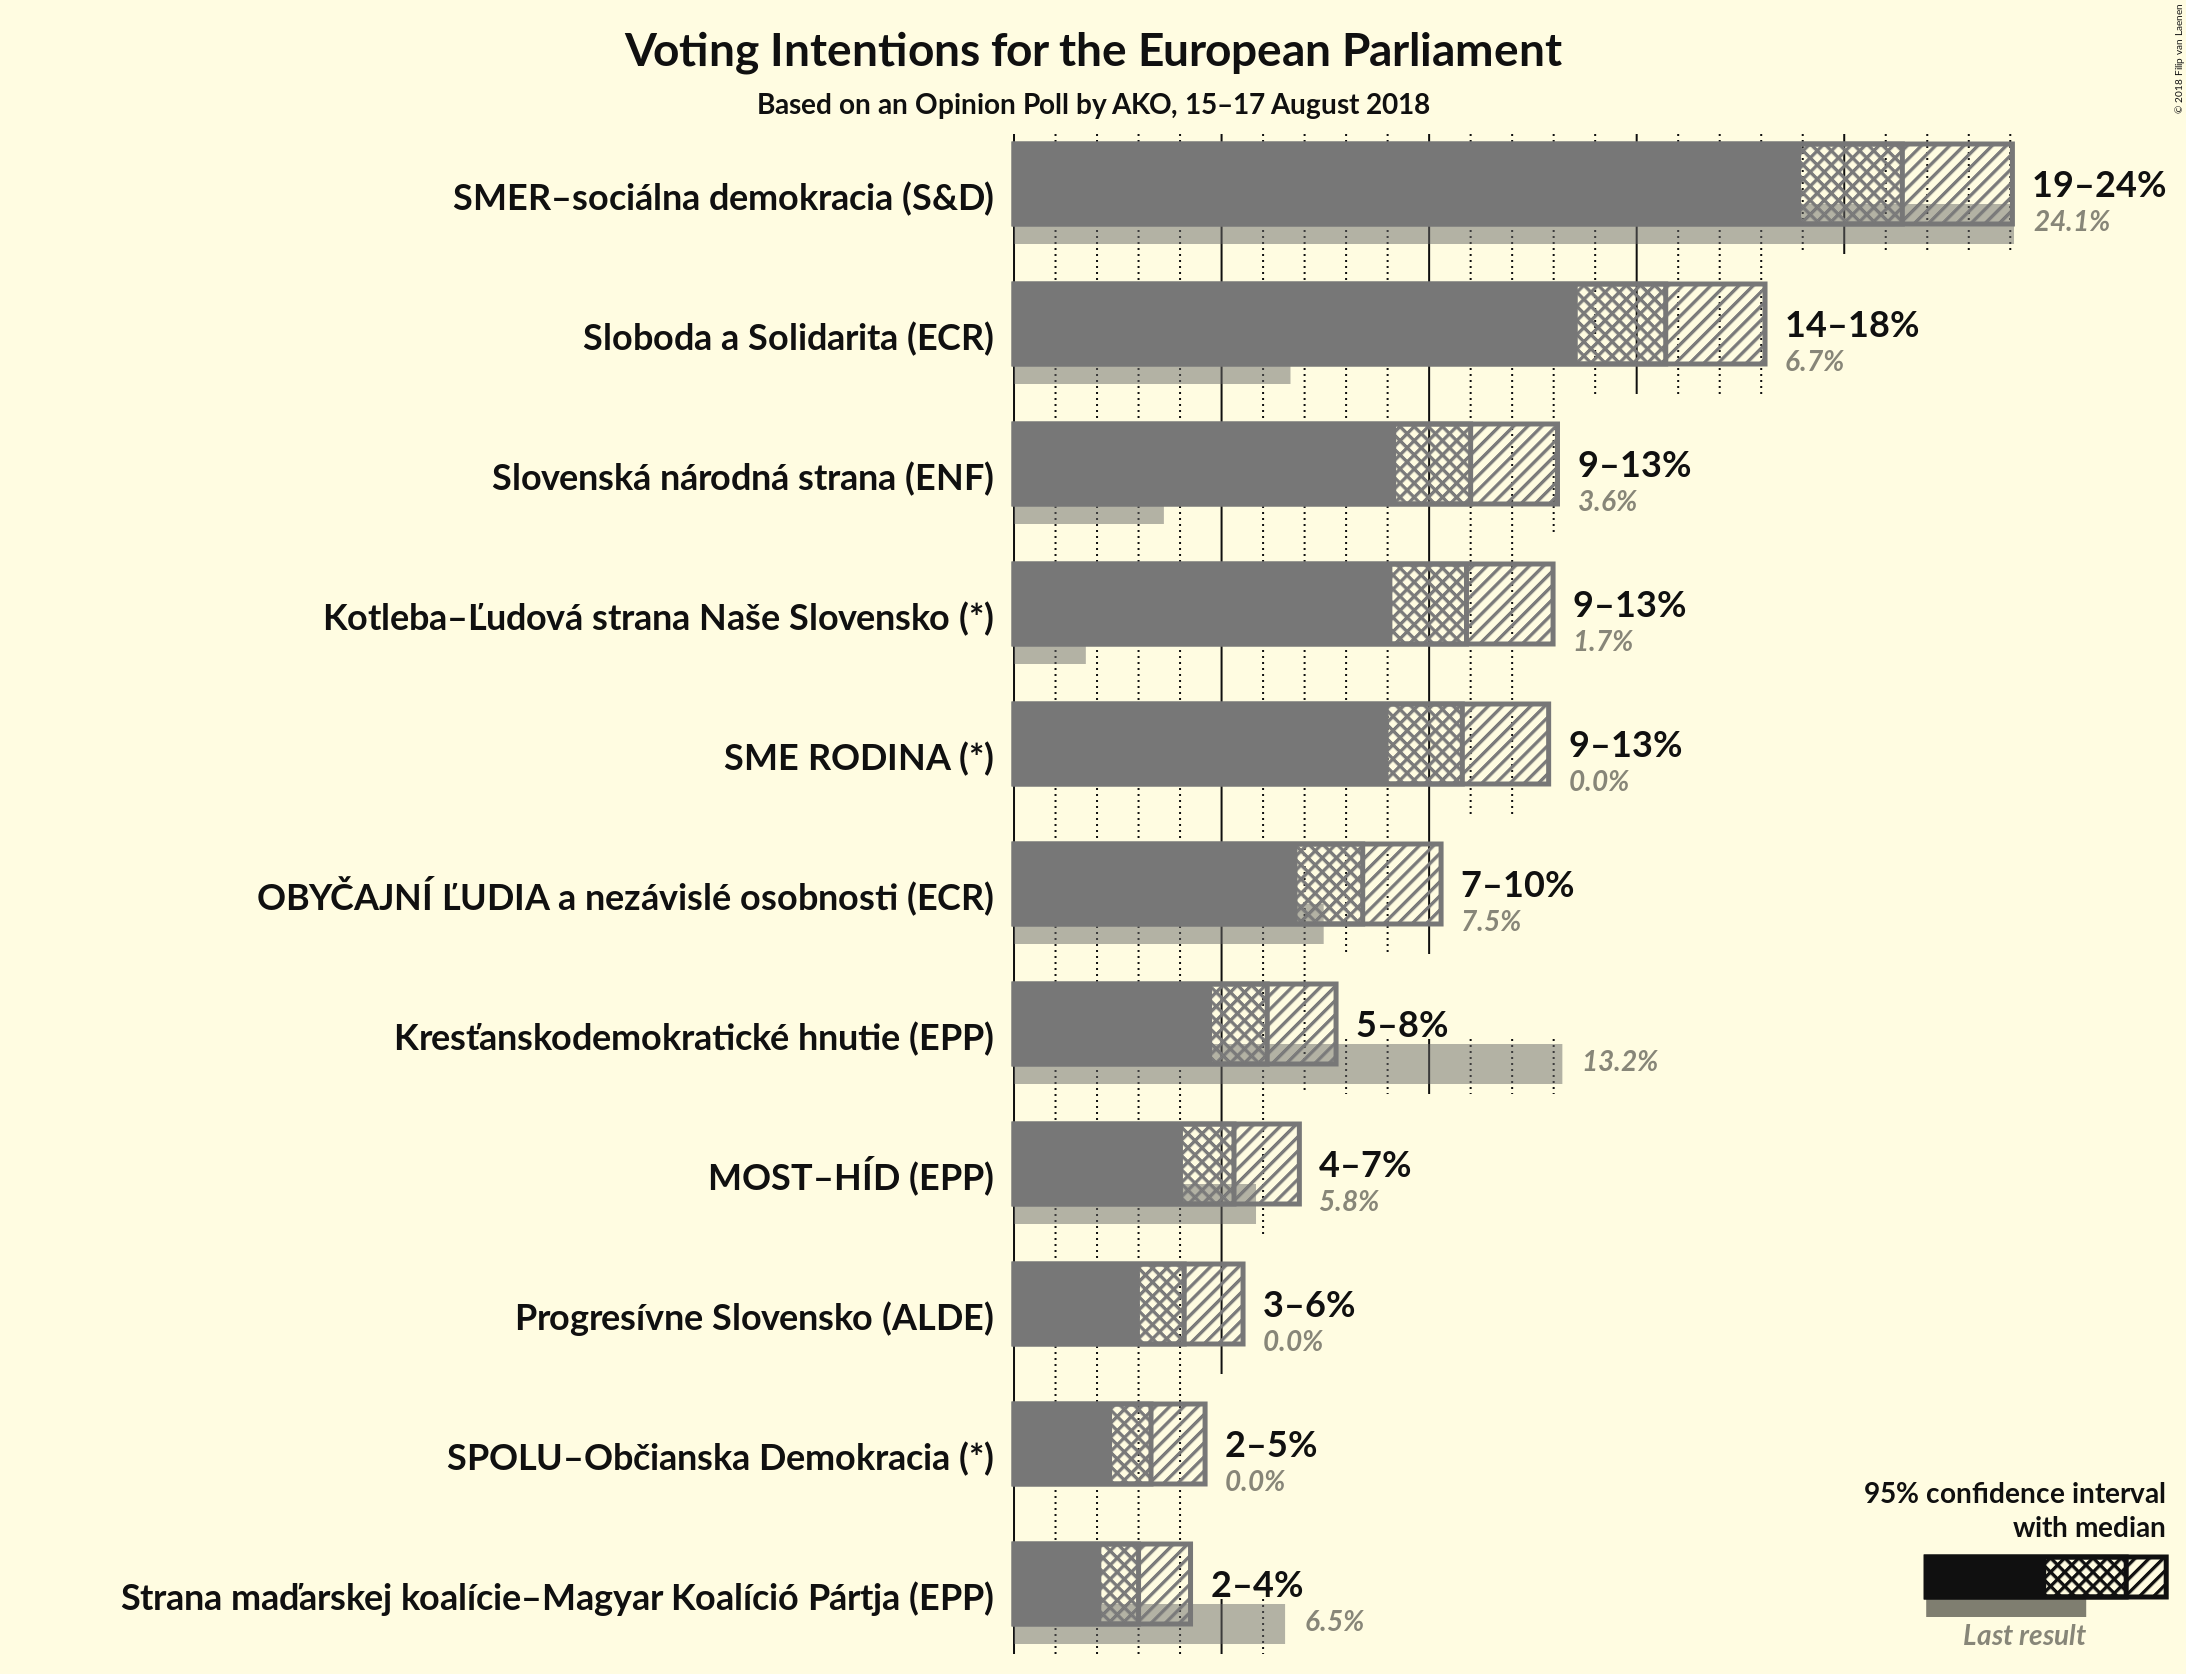 Voting Intentions for the European Parliament
Based on an Opinion Poll by AKO, 15–17 August 2018
© 2018 Filip van Laenen
SMER–sociálna demokracia (S&D)
19–24%
24.1%
Sloboda a Solidarita (ECR)
14–18%
6.7%
Slovenská národná strana (ENF)
9–13%
3.6%
Kotleba–Ľudová strana Naše Slovensko (*)
9–13%
1.7%
SME RODINA (*)
9–13%
0.0%
OBYČAJNÍ ĽUDIA a nezávislé osobnosti (ECR)
7–10%
7.5%
Kresťanskodemokratické hnutie (EPP)
5–8%
13.2%
MOST–HÍD (EPP)
4–7%
5.8%
Progresívne Slovensko (ALDE)
3–6%
0.0%
SPOLU–Občianska Demokracia (*)
2–5%
0.0%
Strana maďarskej koalície–Magyar Koalíció Pártja (EPP)
2–4%
6.5%
95% confidence interval
with median
Last result